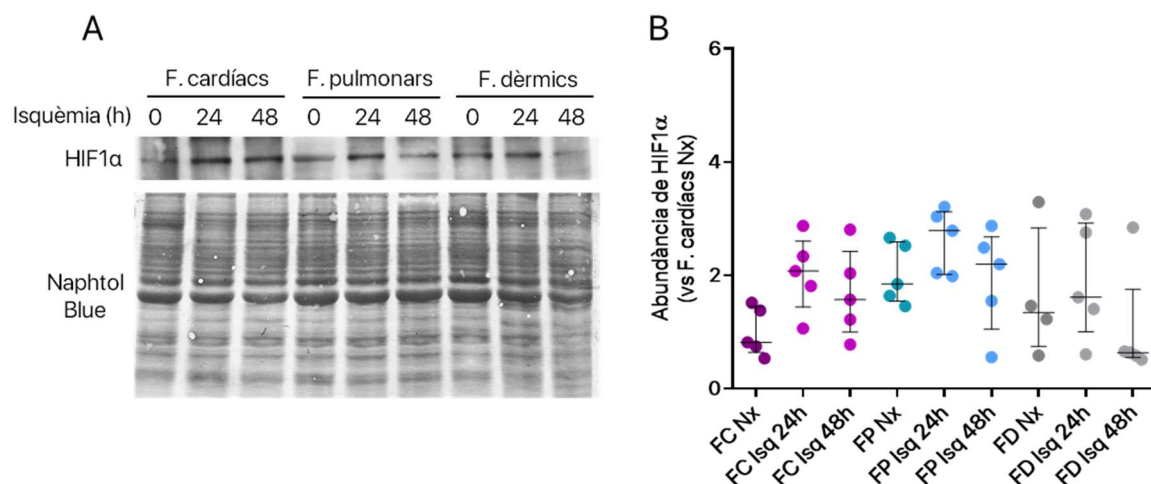 A
F. cardíacs F. pulmonars F. dèrmics
Isquèmia (h) 0 24 48 0 24 48 0 24 48
HIF1α
Naphtol
Blue
B
Abundància de HIF1α
(vs F. cardíacs Nx)
6
4
2
0
FC Nx
FC Isq 24h
FC Isq 48h
FP Nx
FP Isq 24h
FP Isq 48h
FD Nx
FD Isq 24h
FD Isq 48h